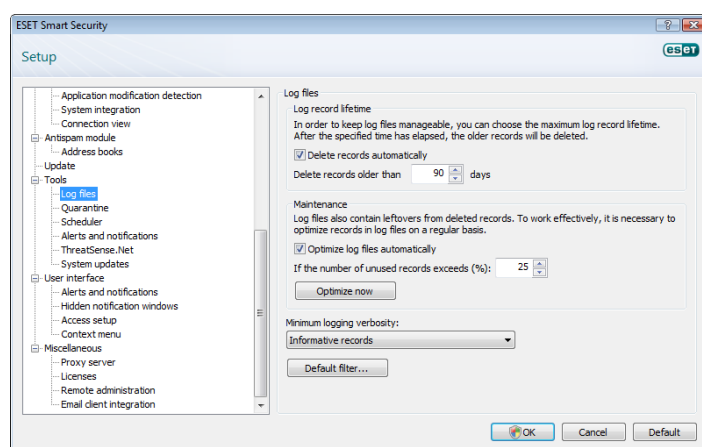 ESET Smart Security
Setup
eset
Application modification detection
System integration
Connection view
Antispam module
Address books
Update
Tools
Log files
Quarantine
Scheduler
Alerts and notifications
ThreatSense.Net
System updates
User interface
Alerts and notifications
Hidden notification windows
Access setup
Context menu
Miscellaneous
Proxy server
Licenses
Remote administration
Email client integration
Log files
Log record lifetime
In order to keep log files manageable, you can choose the maximum log record lifetime.
After the specified time has elapsed, the older records will be deleted.
Delete records automatically
Delete records older than 90 days
Maintenance
Log files also contain leftovers from deleted records. To work effectively, it is necessary to
optimize records in log files on a regular basis.
Optimize log files automatically
If the number of unused records exceeds (%): 25
Optimize now
Minimum logging verbosity:
Informative records
Default filter...
OK Cancel Default